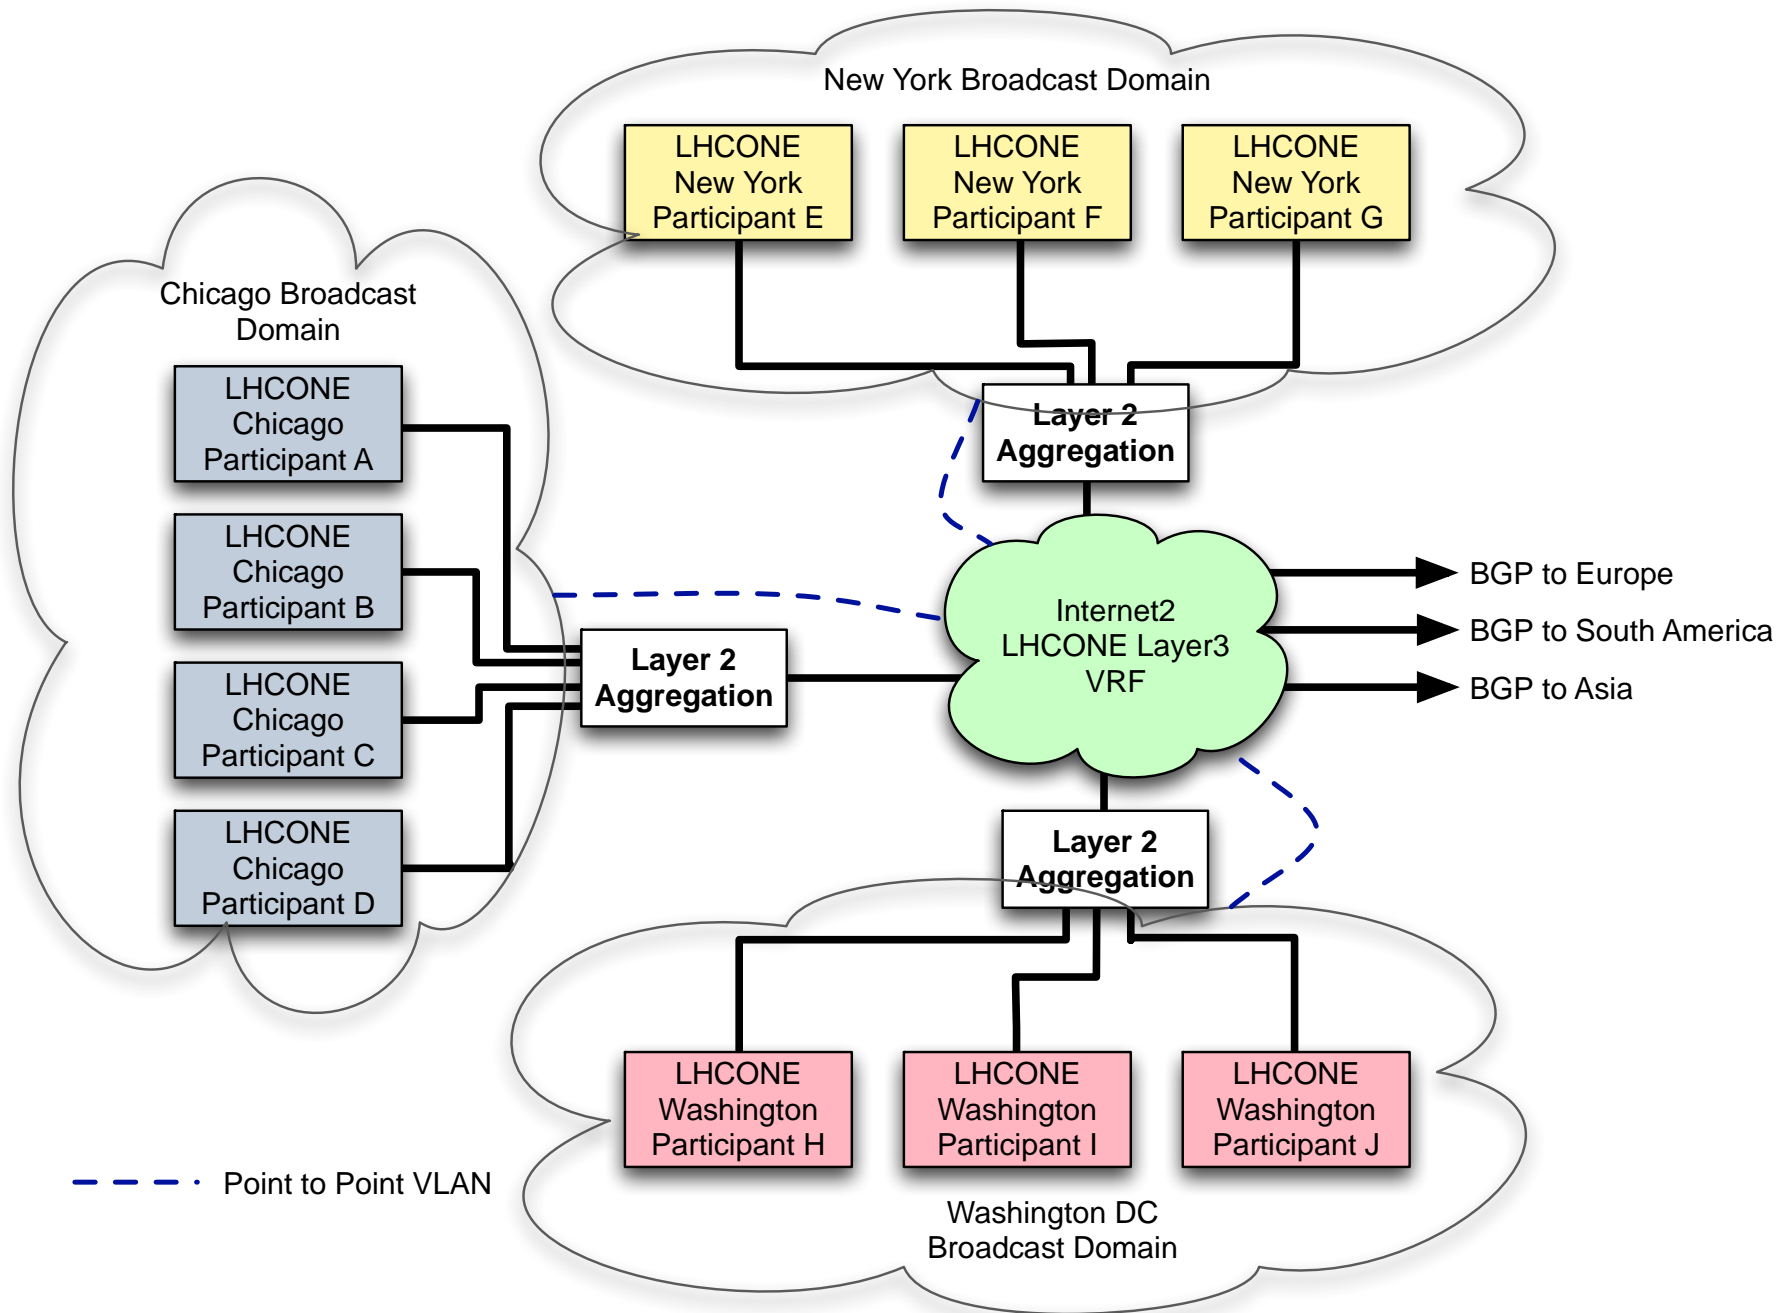 New York Broadcast Domain
LHCONE
New York
Participant E
LHCONE
New York
Participant F
LHCONE
New York
Participant G
Chicago Broadcast
Domain
LHCONE
Chicago
Participant A
LHCONE
Chicago
Participant B
LHCONE
Chicago
Participant C
LHCONE
Chicago
Participant D
Layer 2
Aggregation
Layer 2
Aggregation
Internet2
LHCONE Layer3
VRF
BGP to Europe
BGP to South America
BGP to Asia
Layer 2
Aggregation
LHCONE
Washington
Participant H
LHCONE
Washington
Participant I
LHCONE
Washington
Participant J
Washington DC
Broadcast Domain
Point to Point VLAN